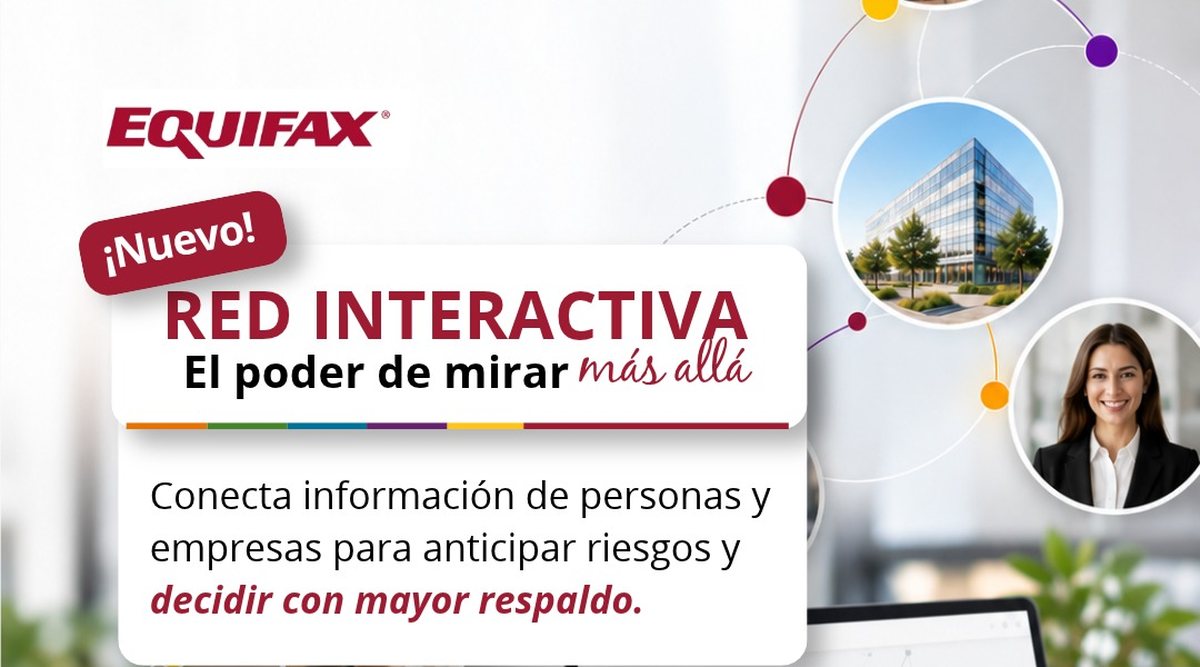 EQUIFAX®
¡Nuevo!
RED INTERACTIVA
El poder de mirar más allá
Conecta información de personas y
empresas para anticipar riesgos y
decidir con mayor respaldo.